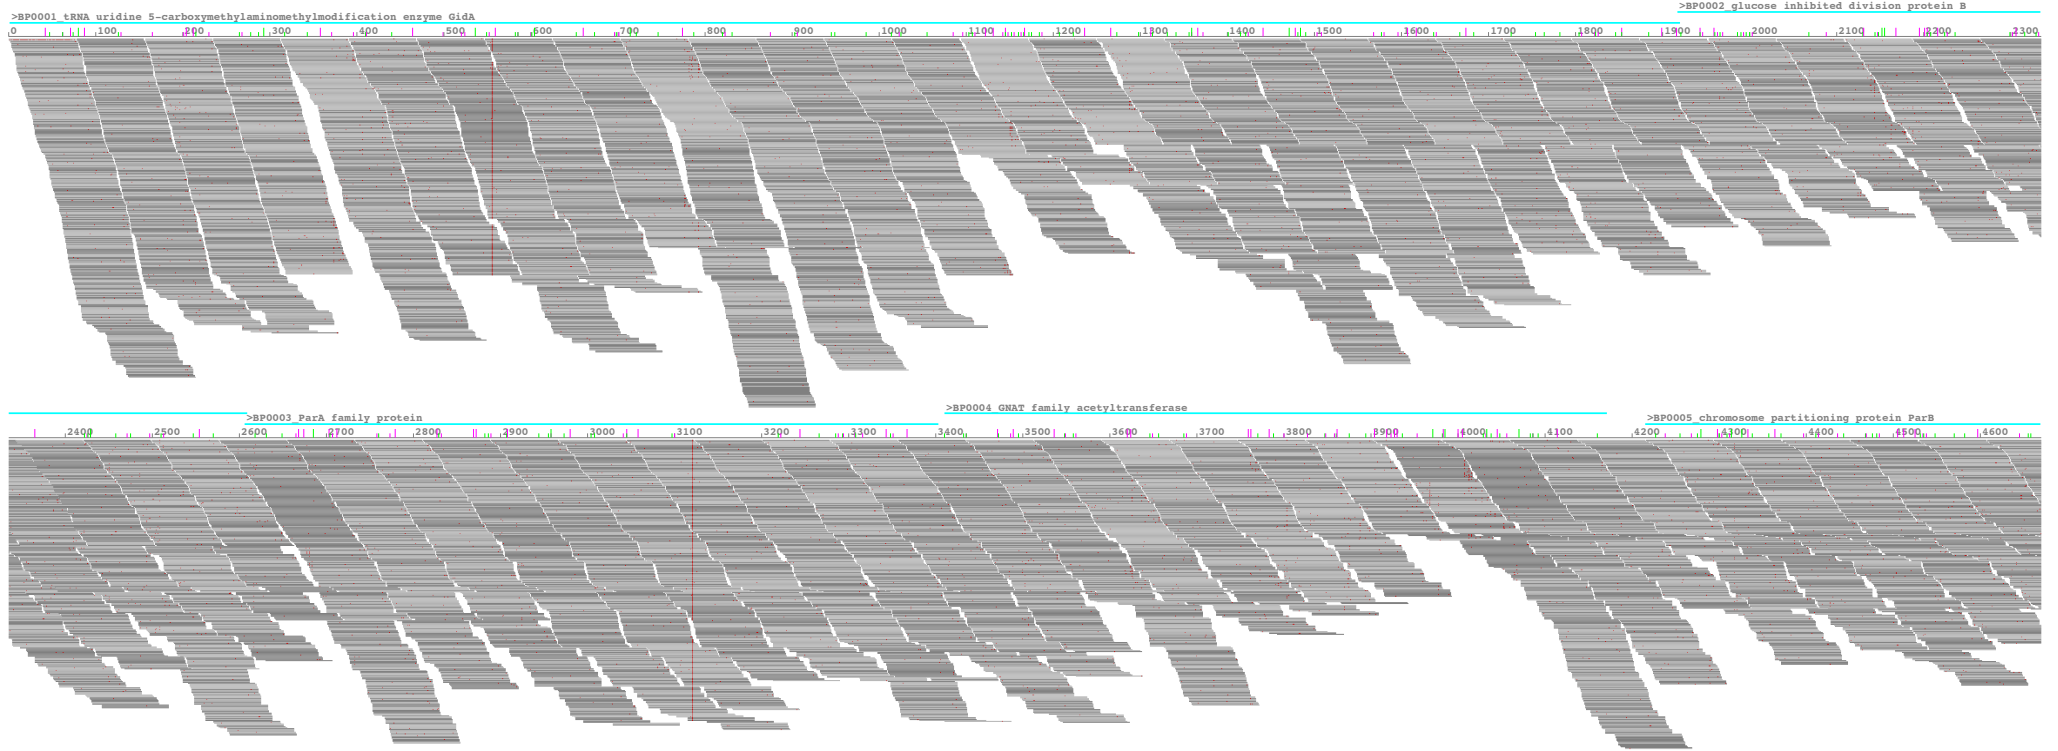 >BP0002_glucose inhibited division protein B
>BP0001_tRNA uridine 5-carboxymethylaminomethylmodification enzyme GidA
0 100 200 300 400 500 600 700 800 900 1000 1100 1200 1300 1400 1500 1600 1700 1800 1900 2000 2100 2200 2300
>BP0004_GNAT family acetyltransferase
>BP0003_ParA family protein >BP0005_chromosome partitioning protein ParB
2400 2500 2600 2700 2800 2900 3000 3100 3200 3300 3400 3500 3600 3700 3800 3900 4000 4100 4200 4300 4400 4500 4600